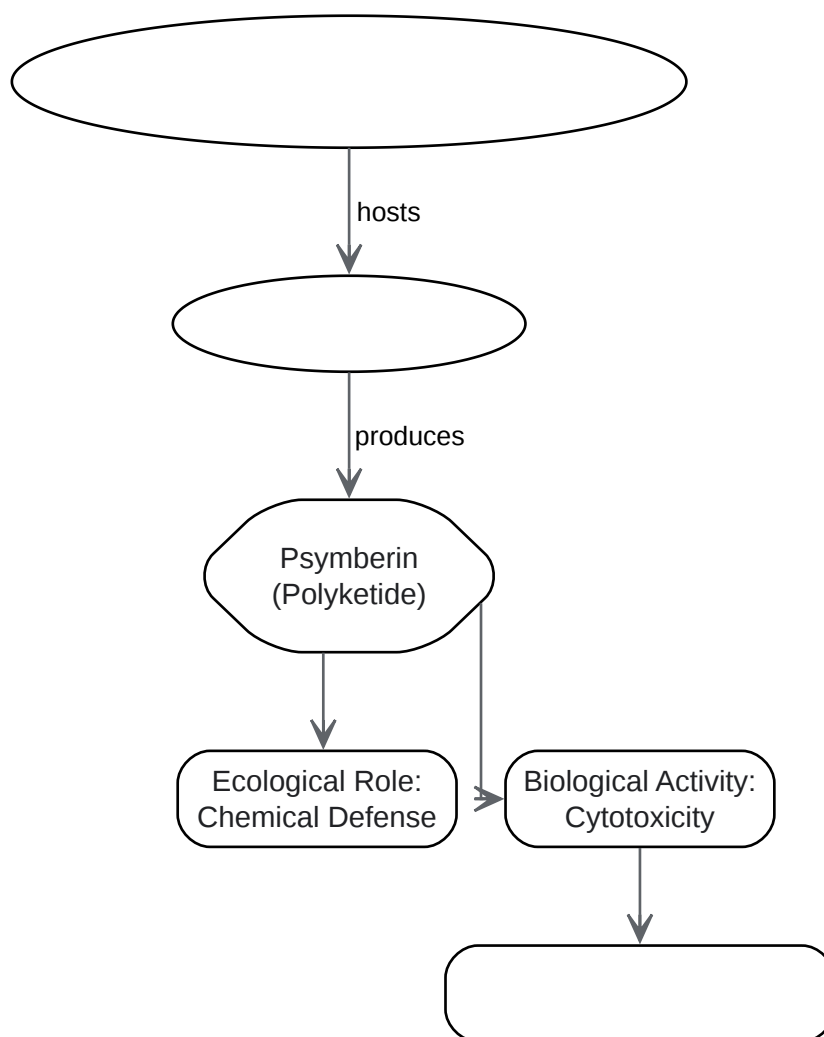 hosts
produces
Psymberin
(Polyketide)
Ecological Role:
Chemical Defense
Biological Activity:
Cytotoxicity